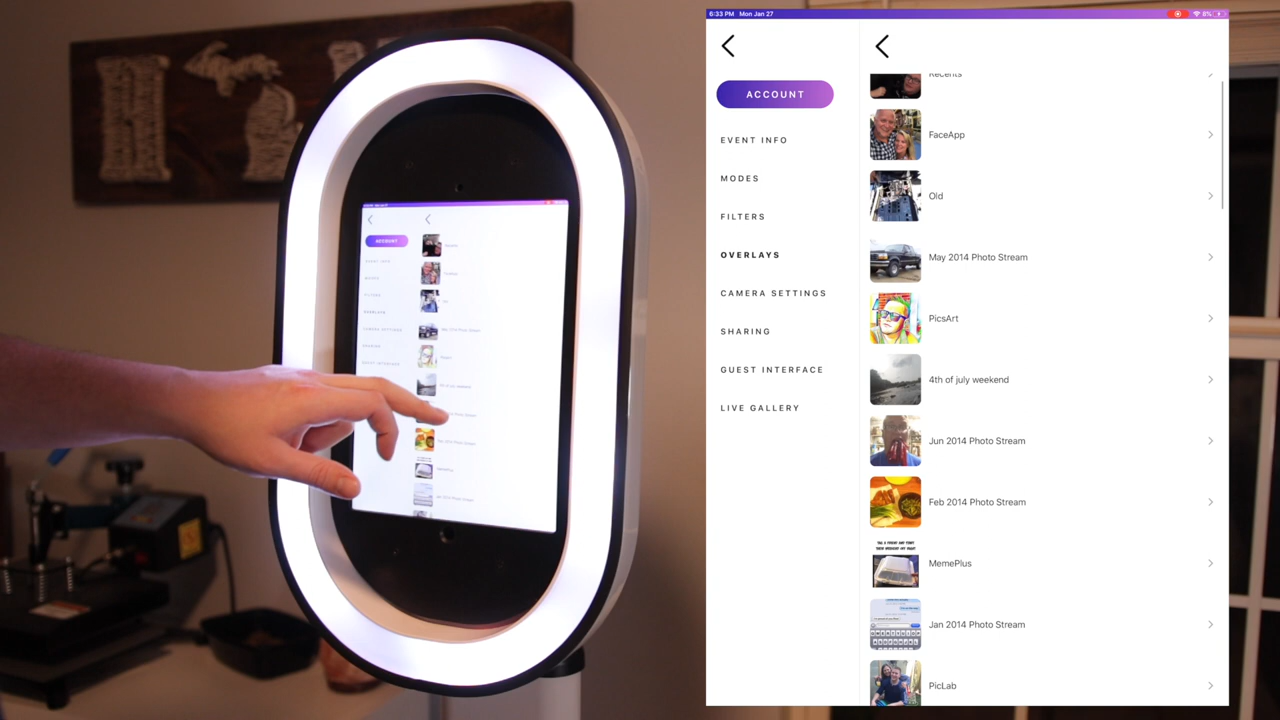 6:33 PM Mon Jan 27
8%
ACCOUNT
EVENT INFO
MODES
FILTERS
OVERLAYS
CAMERA SETTINGS
SHARING
GUEST INTERFACE
LIVE GALLERY
Recents
FaceApp
Old
May 2014 Photo Stream
PicsArt
4th of july weekend
Jun 2014 Photo Stream
Feb 2014 Photo Stream
MemePlus
Jan 2014 Photo Stream
PicLab
ACCOUNT